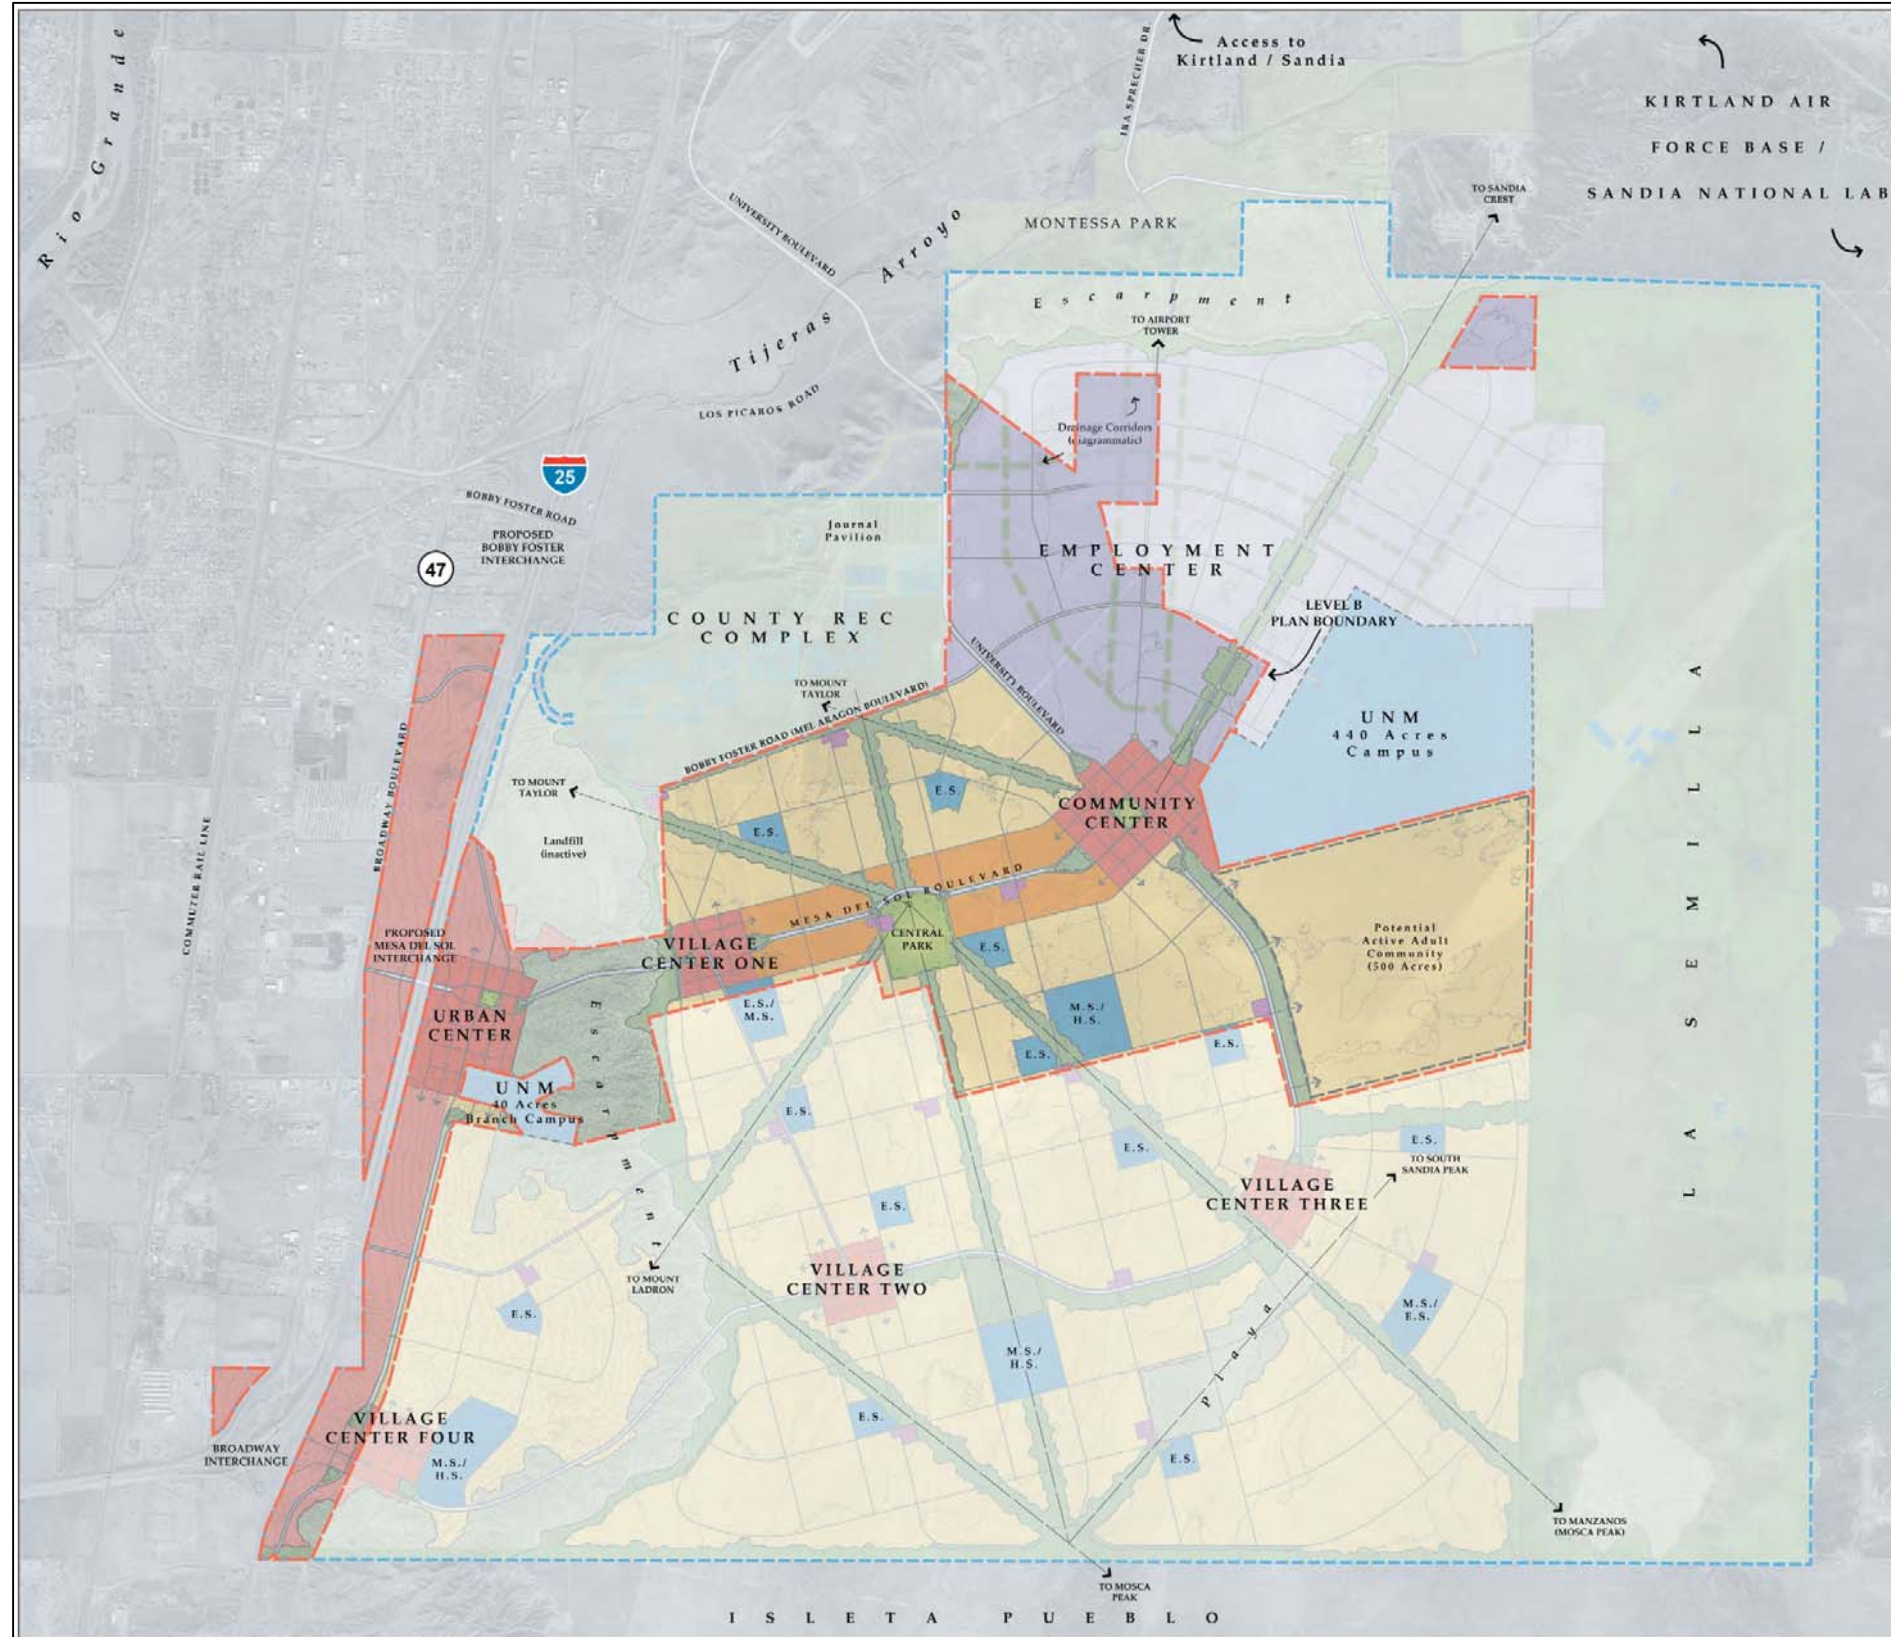 Rio Grande
Access to
Kirtland / Sandia
IRA SPRECHER DR.
KIRTLAND AIR
FORCE BASE /
SANDIA NATIONAL LAB
TO SANDIA
CREST
MONTESSA PARK
UNIVERSITY BOULEVARD
Tijeras Arroyo
Escarpment
TO AIRPORT
TOWER
LOS PICAROS ROAD
Drainage Corridors
(diagrammatic)
25
BOBBY FOSTER ROAD
PROPOSED
BOBBY FOSTER
INTERCHANGE
47
Journal
Pavilion
EMPLOYMENT
CENTER
COUNTY REC
COMPLEX
LEVEL B
PLAN BOUNDARY
UNIVERSITY BOULEVARD
TO MOUNT
TAYLOR
BOBBY FOSTER ROAD (MEL ARAGON BOULEVARD)
UNM
440 Acres
Campus
LA SEMILLA
BROADWAY BOULEVARD
TO MOUNT
TAYLOR
E.S.
COMMUNITY
CENTER
E.S.
Landfill
(inactive)
COMMUTER RAIL LINE
MESA DEL SOL BOULEVARD
PROPOSED
MESA DEL SOL
INTERCHANGE
VILLAGE
CENTER ONE
CENTRAL
PARK
E.S.
Potential
Active Adult
Community
(500 Acres)
URBAN
CENTER
E.S./
M.S.
M.S./
H.S.
E.S.
E.S.
Escarpment
UNM
40 Acres
Branch Campus
E.S.
E.S.
E.S.
TO SOUTH
SANDIA PEAK
VILLAGE
CENTER THREE
E.S.
TO MOUNT
LADRON
VILLAGE
CENTER TWO
E.S.
M.S./
E.S.
M.S./
H.S.
Playa
VILLAGE
CENTER FOUR
E.S.
BROADWAY
INTERCHANGE
M.S./
H.S.
E.S.
TO MANZANOS
(MOSCA PEAK)
TO MOSCA
PEAK
ISLETA PUEBLO